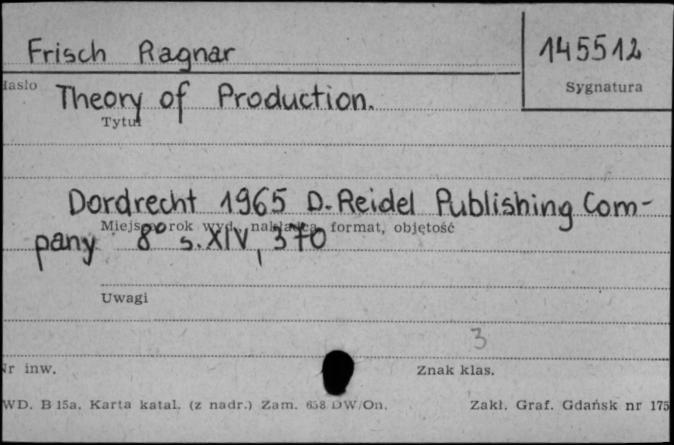 Frisch Ragnar
145512
Hasło
Sygnatura
Theory of Production.
Tytuł
Dordrecht 1965 D. Reidel Publishing Com-
Miejsce, rok wyd., nakładca, format, objętość
pany 8° s. XIV, 370
Uwagi
3
Nr inw.
Znak klas.
WD. B 15a. Karta katal. (z nadr.) Zam. 658 DW/On.
Zakł. Graf. Gdańsk nr 175